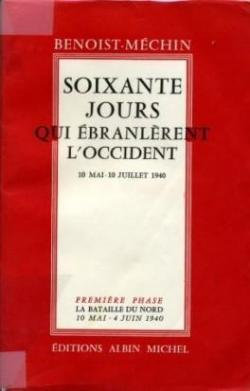 BENOIST-MÉCHIN
SOIXANTE
JOURS
QUI ÉBRANLÈRENT
L'OCCIDENT
10 MAI-10 JUILLET 1940
PREMIÈRE PHASE
LA BATAILLE DU NORD
10 MAI-4 JUIN 1940
ÉDITIONS ALBIN MICHEL